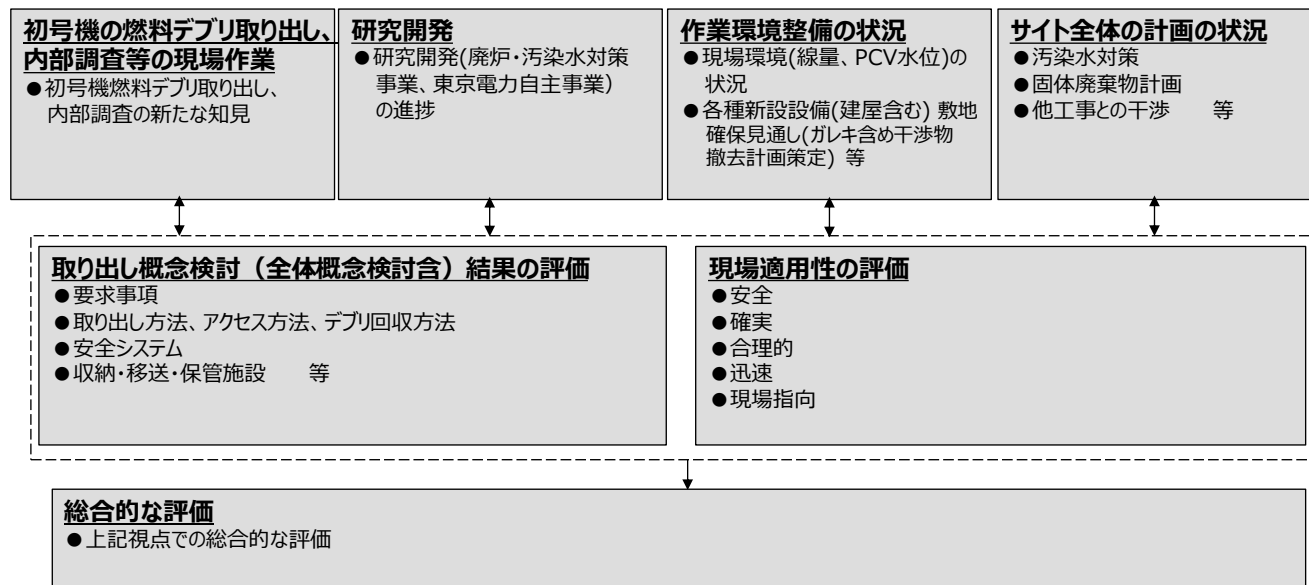 初号機の燃料デブリ取り出し、
内部調査等の現場作業
●初号機燃料デブリ取り出し、
内部調査の新たな知見
研究開発
●研究開発(廃炉・汚染水対策
事業、東京電力自主事業)
の進捗
作業環境整備の状況
●現場環境(線量、PCV水位)の
状況
●各種新設設備(建屋含む) 敷地
確保見通し(ガレキ含め干渉物
撤去計画策定) 等
サイト全体の計画の状況
●汚染水対策
●固体廃棄物計画
●他工事との干渉 等
取り出し概念検討(全体概念検討含)結果の評価
●要求事項
●取り出し方法、アクセス方法、デブリ回収方法
●安全システム
●収納・移送・保管施設 等
現場適用性の評価
●安全
●確実
●合理的
●迅速
●現場指向
総合的な評価
●上記視点での総合的な評価